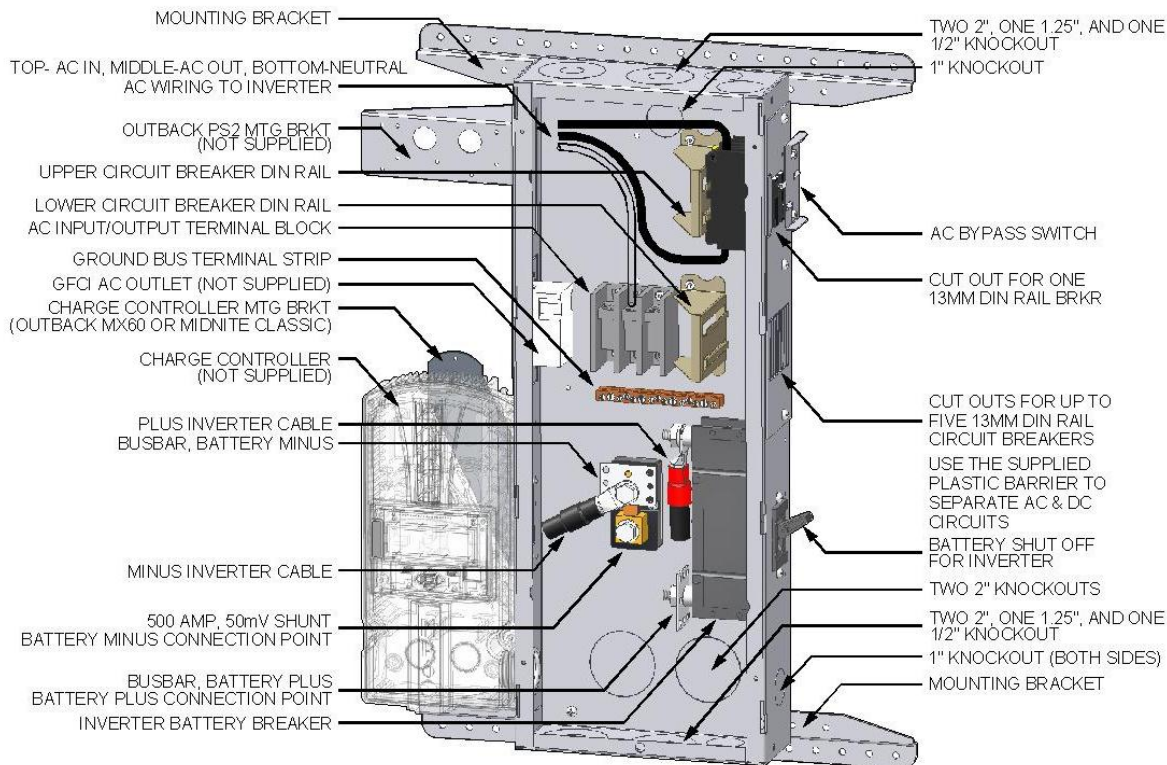 MOUNTING BRACKET
TOP- AC IN, MIDDLE-AC OUT, BOTTOM-NEUTRAL
AC WIRING TO INVERTER
OUTBACK PS2 MTG BRKT
(NOT SUPPLIED)
UPPER CIRCUIT BREAKER DIN RAIL
LOWER CIRCUIT BREAKER DIN RAIL
AC INPUT/OUTPUT TERMINAL BLOCK
GROUND BUS TERMINAL STRIP
GFCI AC OUTLET (NOT SUPPLIED)
CHARGE CONTROLLER MTG BRKT
(OUTBACK MX60 OR MIDNITE CLASSIC)
CHARGE CONTROLLER
(NOT SUPPLIED)
PLUS INVERTER CABLE
BUSBAR, BATTERY MINUS
MINUS INVERTER CABLE
500 AMP, 50mV SHUNT
BATTERY MINUS CONNECTION POINT
BUSBAR, BATTERY PLUS
BATTERY PLUS CONNECTION POINT
INVERTER BATTERY BREAKER
TWO 2", ONE 1.25", AND ONE
1/2" KNOCKOUT
1" KNOCKOUT
AC BYPASS SWITCH
CUT OUT FOR ONE
13MM DIN RAIL BRKR
CUT OUTS FOR UP TO
FIVE 13MM DIN RAIL
CIRCUIT BREAKERS
USE THE SUPPLIED
PLASTIC BARRIER TO
SEPARATE AC & DC
CIRCUITS
BATTERY SHUT OFF
FOR INVERTER
TWO 2" KNOCKOUTS
TWO 2", ONE 1.25", AND ONE
1/2" KNOCKOUT
1" KNOCKOUT (BOTH SIDES)
MOUNTING BRACKET